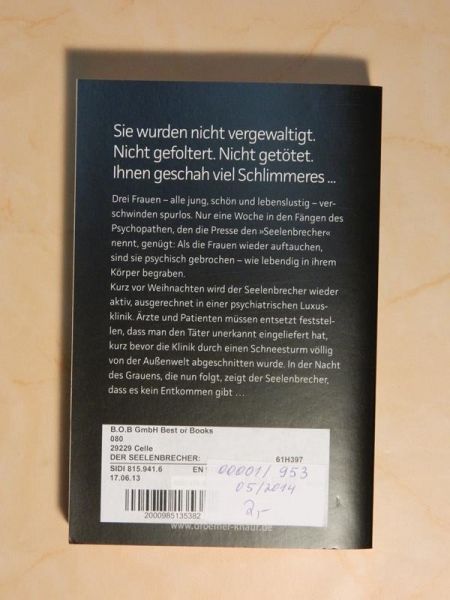 Sie wurden nicht vergewaltigt.
Nicht gefoltert. Nicht getötet.
Ihnen geschah viel Schlimmeres ...
Drei Frauen – alle jung, schön und lebenslustig – ver-
schwinden spurlos. Nur eine Woche in den Fängen des
Psychopathen, den die Presse den »Seelenbrecher«
nennt, genügt: Als die Frauen wieder auftauchen,
sind sie psychisch gebrochen – wie lebendig in ihrem
Körper begraben.
Kurz vor Weihnachten wird der Seelenbrecher wieder
aktiv, ausgerechnet in einer psychiatrischen Luxus-
klinik. Ärzte und Patienten müssen entsetzt feststel-
len, dass man den Täter unerkannt eingeliefert hat,
kurz bevor die Klinik durch einen Schneesturm völlig
von der Außenwelt abgeschnitten wurde. In der Nacht
des Grauens, die nun folgt, zeigt der Seelenbrecher,
dass es kein Entkommen gibt ...
B.O.B GmbH Best or Books
080
29229 Celle
DER SEELENBRECHER: 61H397
SIDI 815.941.6 EN
17.06.13
00001/953
05/2014
2,-
2000985135382
www.droemer-knaur.de